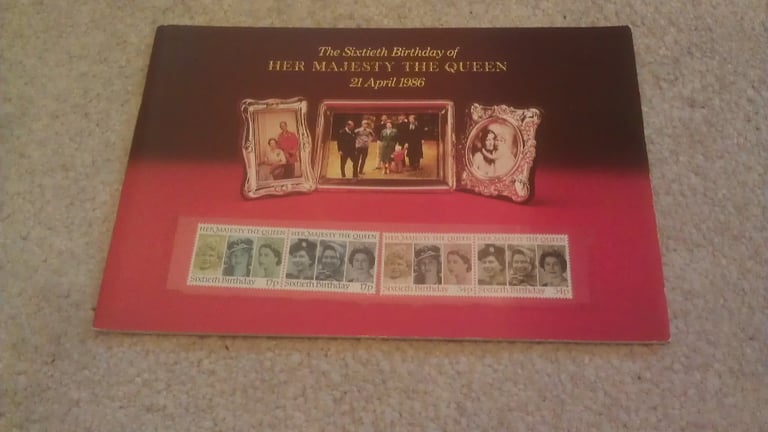 The Sixtieth Birthday of
HER MAJESTY THE QUEEN
21 April 1986
HER MAJESTY THE QUEEN
Sixtieth Birthday 17p
HER MAJESTY THE QUEEN
Sixtieth Birthday 17p
HER MAJESTY THE QUEEN
Sixtieth Birthday 34p
HER MAJESTY THE QUEEN
Sixtieth Birthday 34p